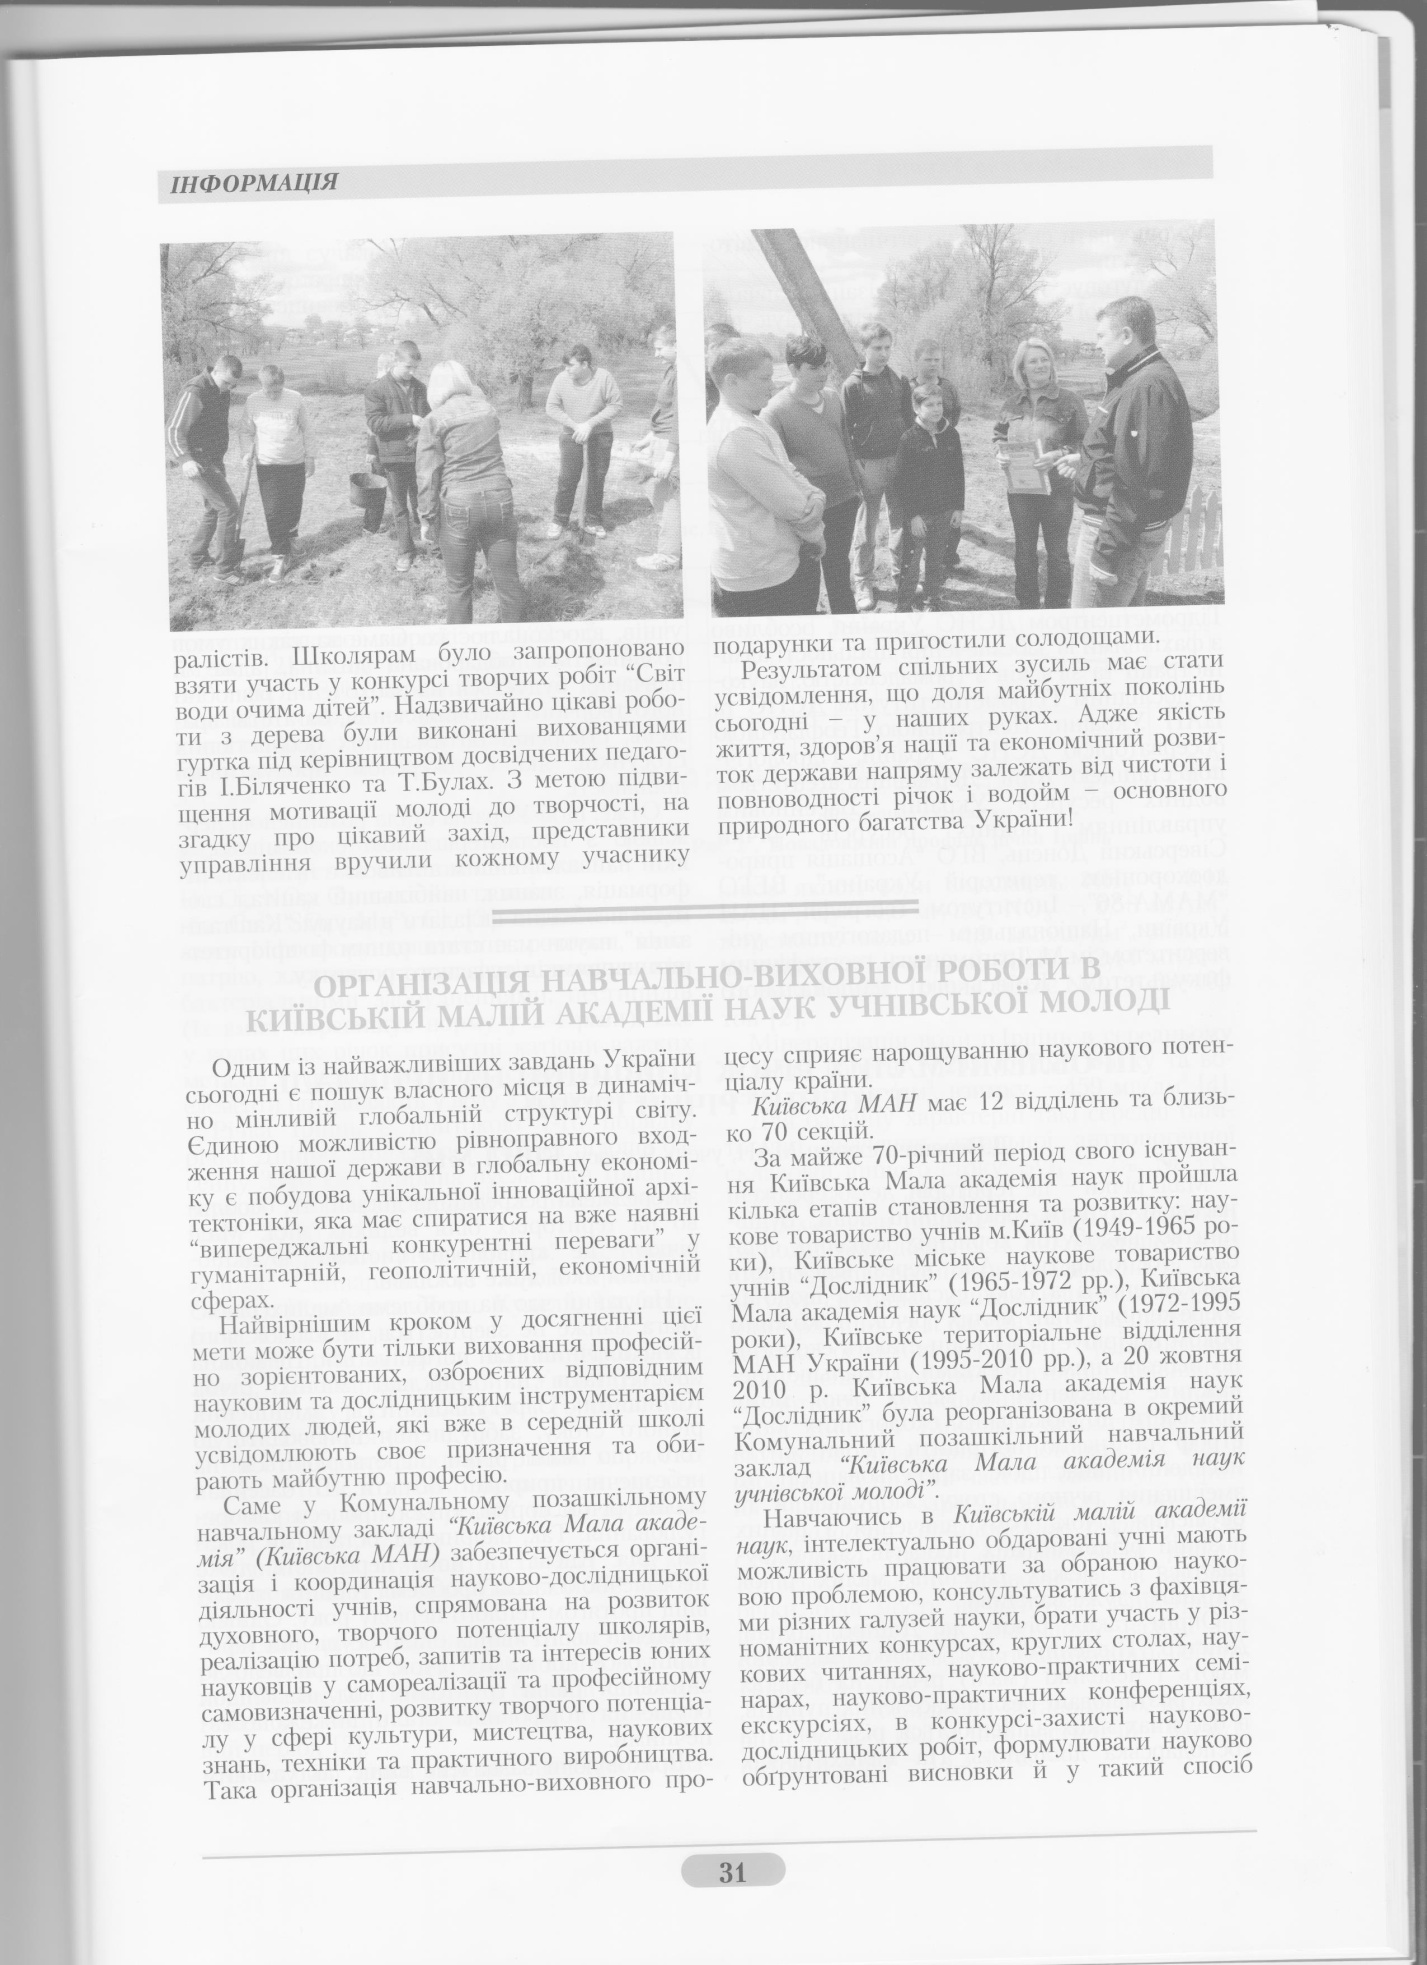 ІНФОРМАЦІЯ
ралістів. Школярам було запропоновано
взяти участь у конкурсі творчих робіт “Світ
води очима дітей”. Надзвичайно цікаві робо-
ти з дерева були виконані вихованцями
гуртка під керівництвом досвідчених педаго-
гів І.Біляченко та Т.Булах. З метою підви-
щення мотивації молоді до творчості, на
згадку про цікавий захід, представники
управління вручили кожному учаснику
подарунки та пригостили солодощами.
Результатом спільних зусиль має стати
усвідомлення, що доля майбутніх поколінь
сьогодні – у наших руках. Адже якість
життя, здоров’я нації та економічний розви-
ток держави напряму залежать від чистоти і
повноводності річок і водойм – основного
природного багатства України!
ОРГАНІЗАЦІЯ НАВЧАЛЬНО-ВИХОВНОЇ РОБОТИ В
КИЇВСЬКІЙ МАЛІЙ АКАДЕМІЇ НАУК УЧНІВСЬКОЇ МОЛОДІ
Одним із найважливіших завдань України
сьогодні є пошук власного місця в динаміч-
но мінливій глобальній структурі світу.
Єдиною можливістю рівноправного вход-
ження нашої держави в глобальну економі-
ку є побудова унікальної інноваційної архі-
тектоніки, яка має спиратися на вже наявні
“випереджальні конкурентні переваги” у
гуманітарній, геополітичній, економічній
сферах.
Найвірнішим кроком у досягненні цієї
мети може бути тільки виховання професій-
но зорієнтованих, озброєних відповідним
науковим та дослідницьким інструментарієм
молодих людей, які вже в середній школі
усвідомлюють своє призначення та оби-
рають майбутню професію.
Саме у Комунальному позашкільному
навчальному закладі “Київська Мала акаде-
мія” (Київська МАН) забезпечується органі-
зація і координація науково-дослідницької
діяльності учнів, спрямована на розвиток
духовного, творчого потенціалу школярів,
реалізацію потреб, запитів та інтересів юних
науковців у самореалізації та професійному
самовизначенні, розвитку творчого потенціа-
лу у сфері культури, мистецтва, наукових
знань, техніки та практичного виробництва.
Така організація навчально-виховного про-
цесу сприяє нарощуванню наукового потен-
ціалу країни.
Київська МАН має 12 відділень та близь-
ко 70 секцій.
За майже 70-річний період свого існуван-
ня Київська Мала академія наук пройшла
кілька етапів становлення та розвитку: нау-
кове товариство учнів м.Київ (1949-1965 ро-
ки), Київське міське наукове товариство
учнів “Дослідник” (1965-1972 рр.), Київська
Мала академія наук “Дослідник” (1972-1995
роки), Київське територіальне відділення
МАН України (1995-2010 рр.), а 20 жовтня
2010 р. Київська Мала академія наук
“Дослідник” була реорганізована в окремий
Комунальний позашкільний навчальний
заклад “Київська Мала академія наук
учнівської молоді”.
Навчаючись в Київській малій академії
наук, інтелектуально обдаровані учні мають
можливість працювати за обраною науко-
вою проблемою, консультуватись з фахівця-
ми різних галузей науки, брати участь у різ-
номанітних конкурсах, круглих столах, нау-
кових читаннях, науково-практичних семі-
нарах, науково-практичних конференціях,
екскурсіях, в конкурсі-захисті науково-
дослідницьких робіт, формулювати науково
обґрунтовані висновки й у такий спосіб
31